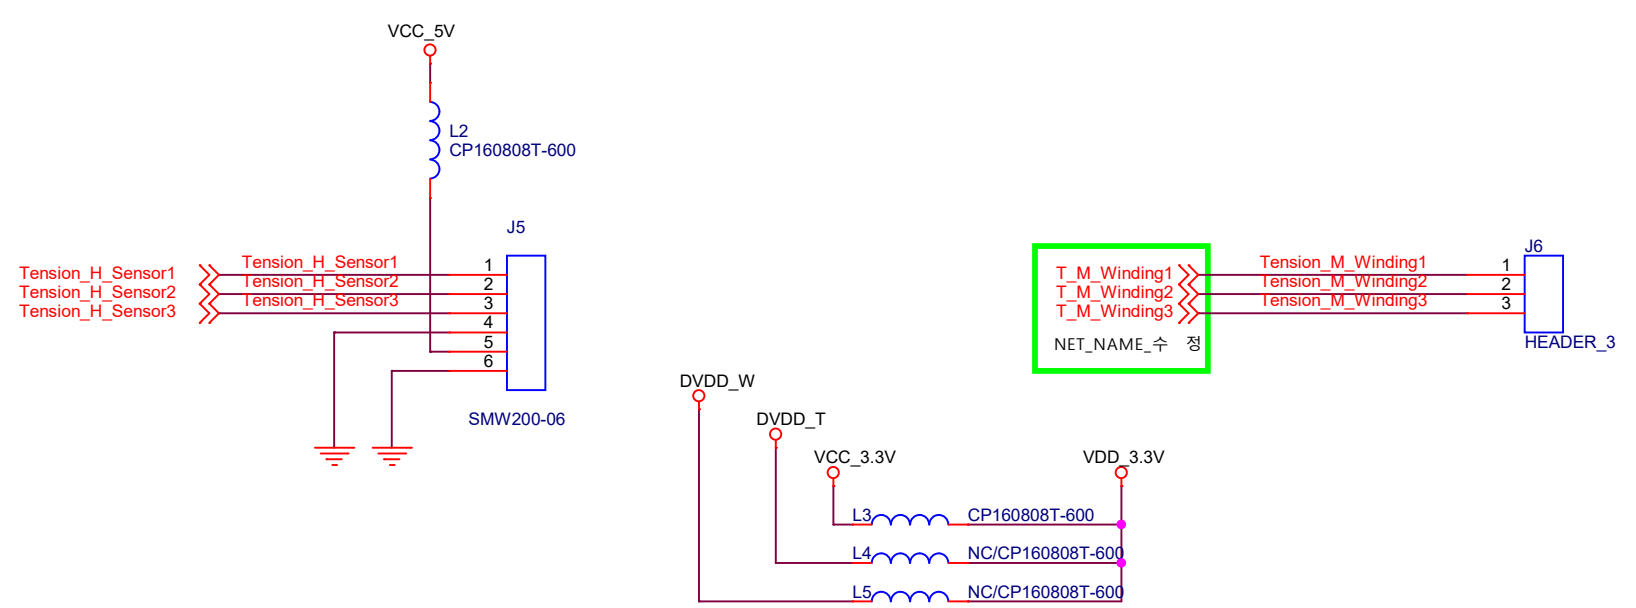 VCC_5V
L2
CP160808T-600
J5
Tension_H_Sensor1
Tension_H_Sensor2
Tension_H_Sensor3
Tension_H_Sensor1
Tension_H_Sensor2
Tension_H_Sensor3
1
2
3
4
5
6
SMW200-06
T_M_Winding1
T_M_Winding2
T_M_Winding3
NET_NAME_수 정
Tension_M_Winding1
Tension_M_Winding2
Tension_M_Winding3
J6
1
2
3
HEADER_3
DVDD_W
DVDD_T
VCC_3.3V
VDD_3.3V
L3 CP160808T-600
L4 NC/CP160808T-600
L5 NC/CP160808T-600